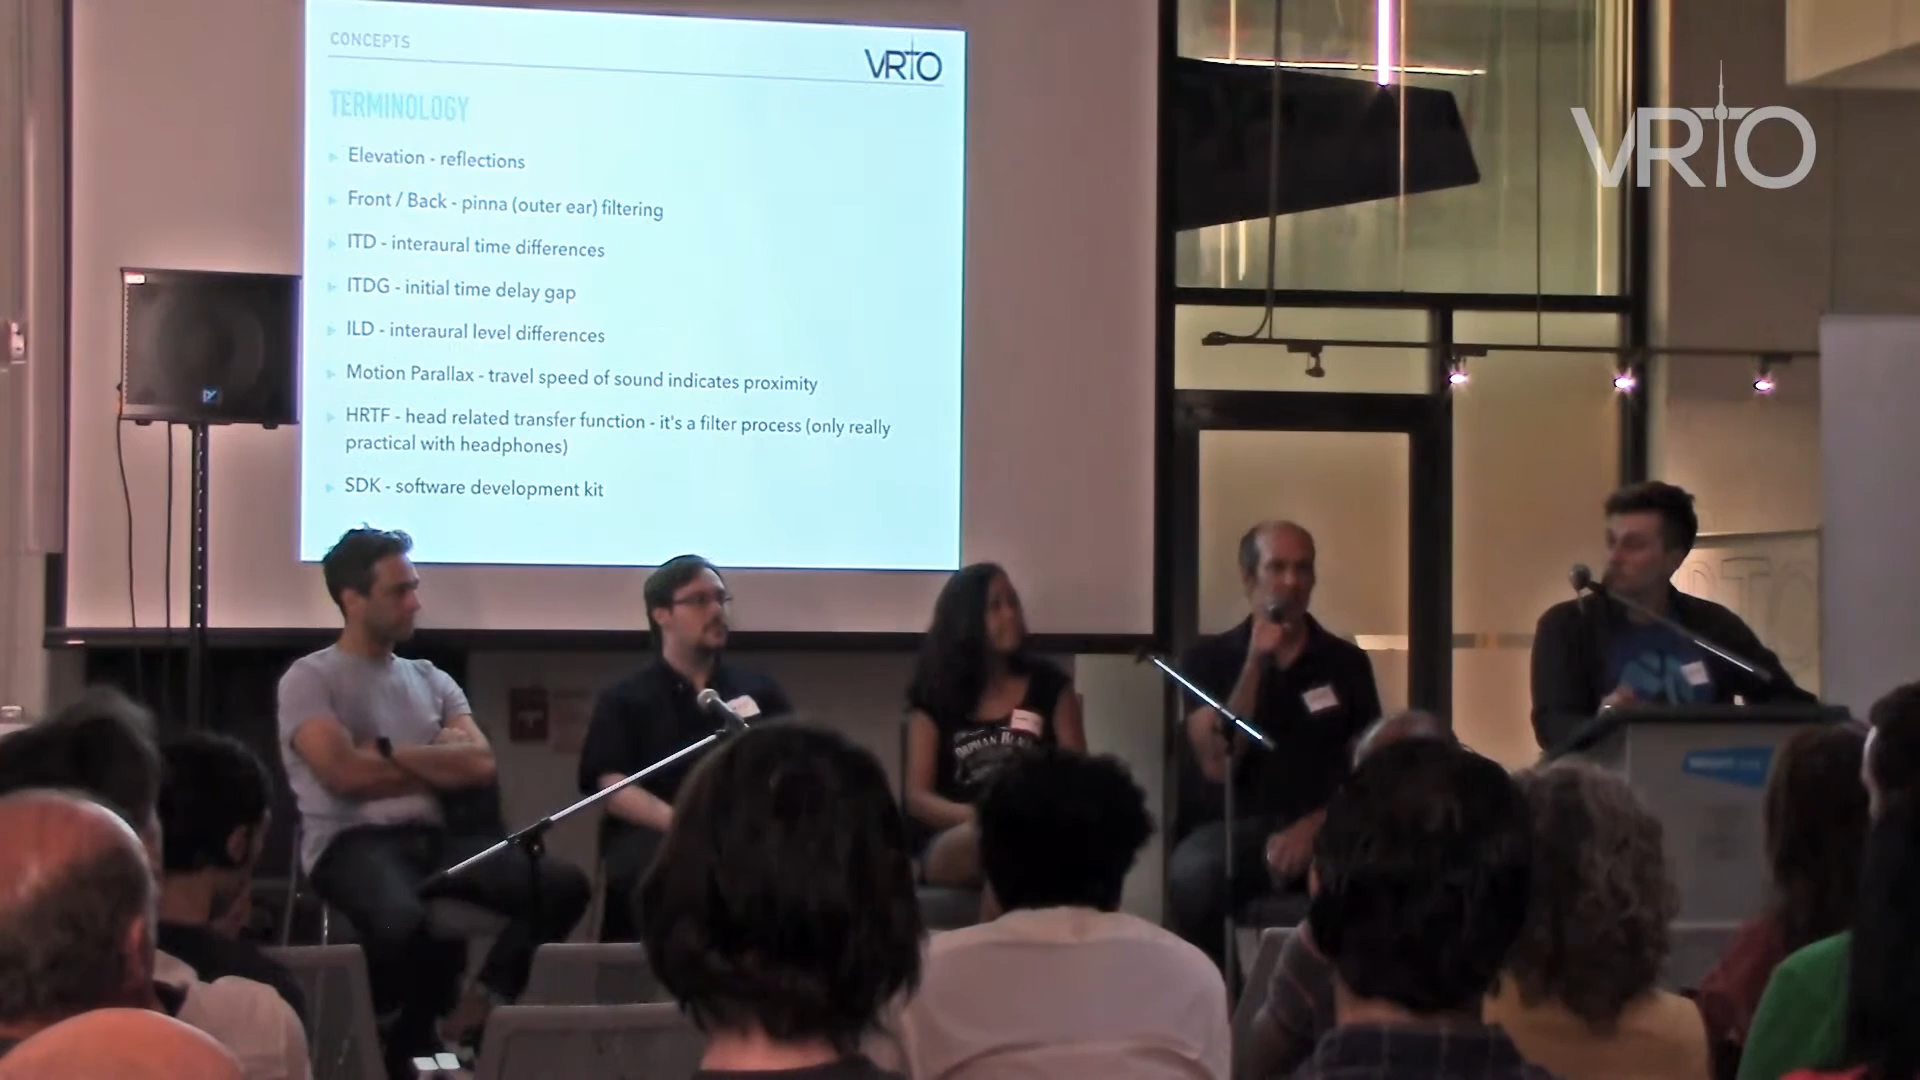 CONCEPTS
VRTO
TERMINOLOGY
Elevation - reflections
Front / Back - pinna (outer ear) filtering
ITD - interaural time differences
ITDG - initial time delay gap
ILD - interaural level differences
Motion Parallax - travel speed of sound indicates proximity
HRTF - head related transfer function - it's a filter process (only really
practical with headphones)
SDK - software development kit
VRTO